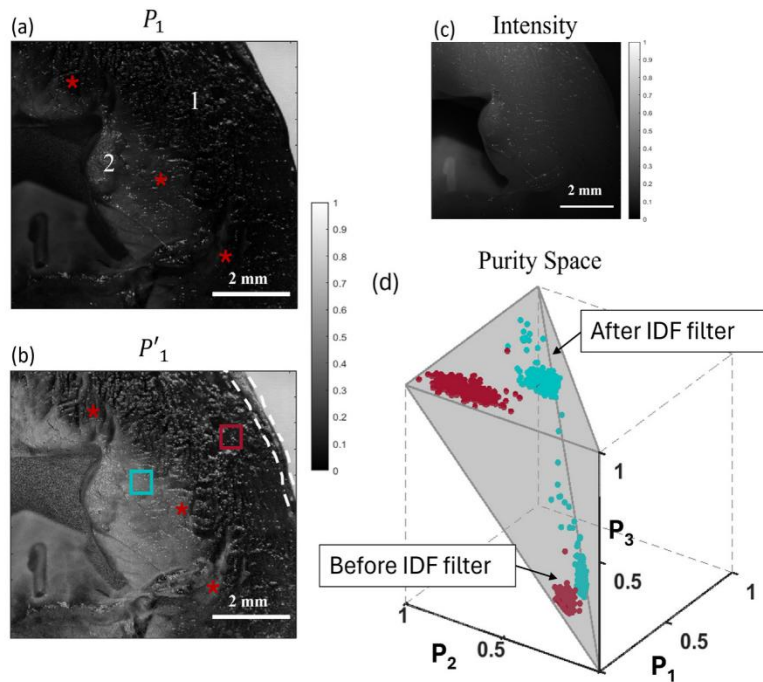 (a)
P₁
1
2
*
*
*
2 mm
(b)
P'₁
*
*
*
2 mm
1
0.9
0.8
0.7
0.6
0.5
0.4
0.3
0.2
0.1
0
(c)
Intensity
2 mm
1
0.9
0.8
0.7
0.6
0.5
0.4
0.3
0.2
0.1
0
Purity Space
(d)
After IDF filter
Before IDF filter
1
P₃
0.5
1
0.5
P₂
1
0.5
P₁